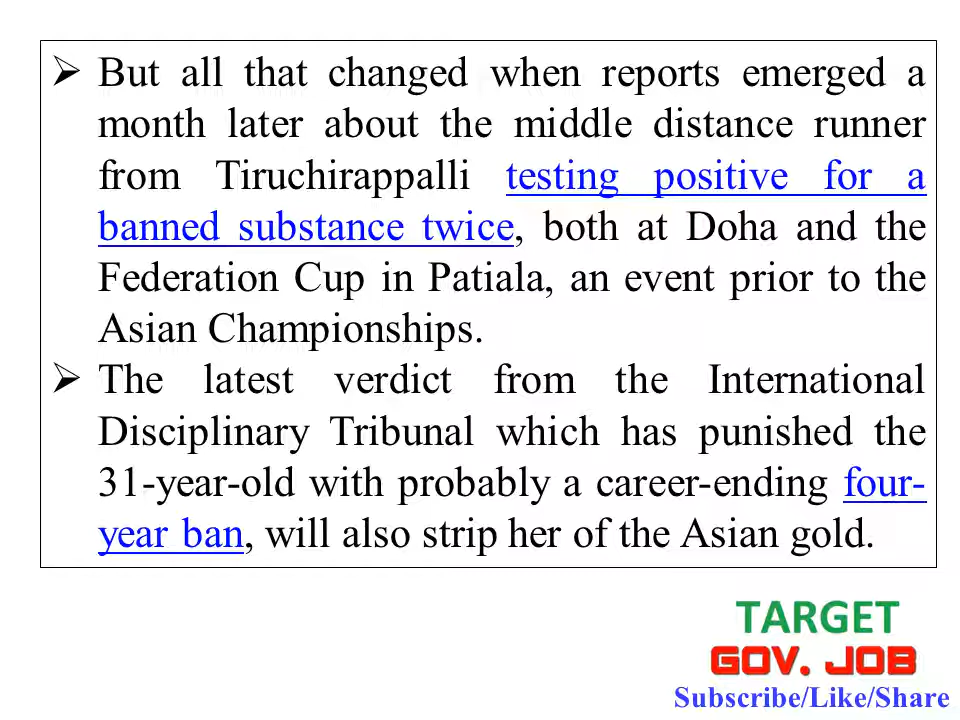 ➢ But all that changed when reports emerged a
month later about the middle distance runner
from Tiruchirappalli testing positive for a
banned substance twice, both at Doha and the
Federation Cup in Patiala, an event prior to the
Asian Championships.
➢ The latest verdict from the International
Disciplinary Tribunal which has punished the
31-year-old with probably a career-ending four-
year ban, will also strip her of the Asian gold.
TARGET
GOV. JOB
Subscribe/Like/Share